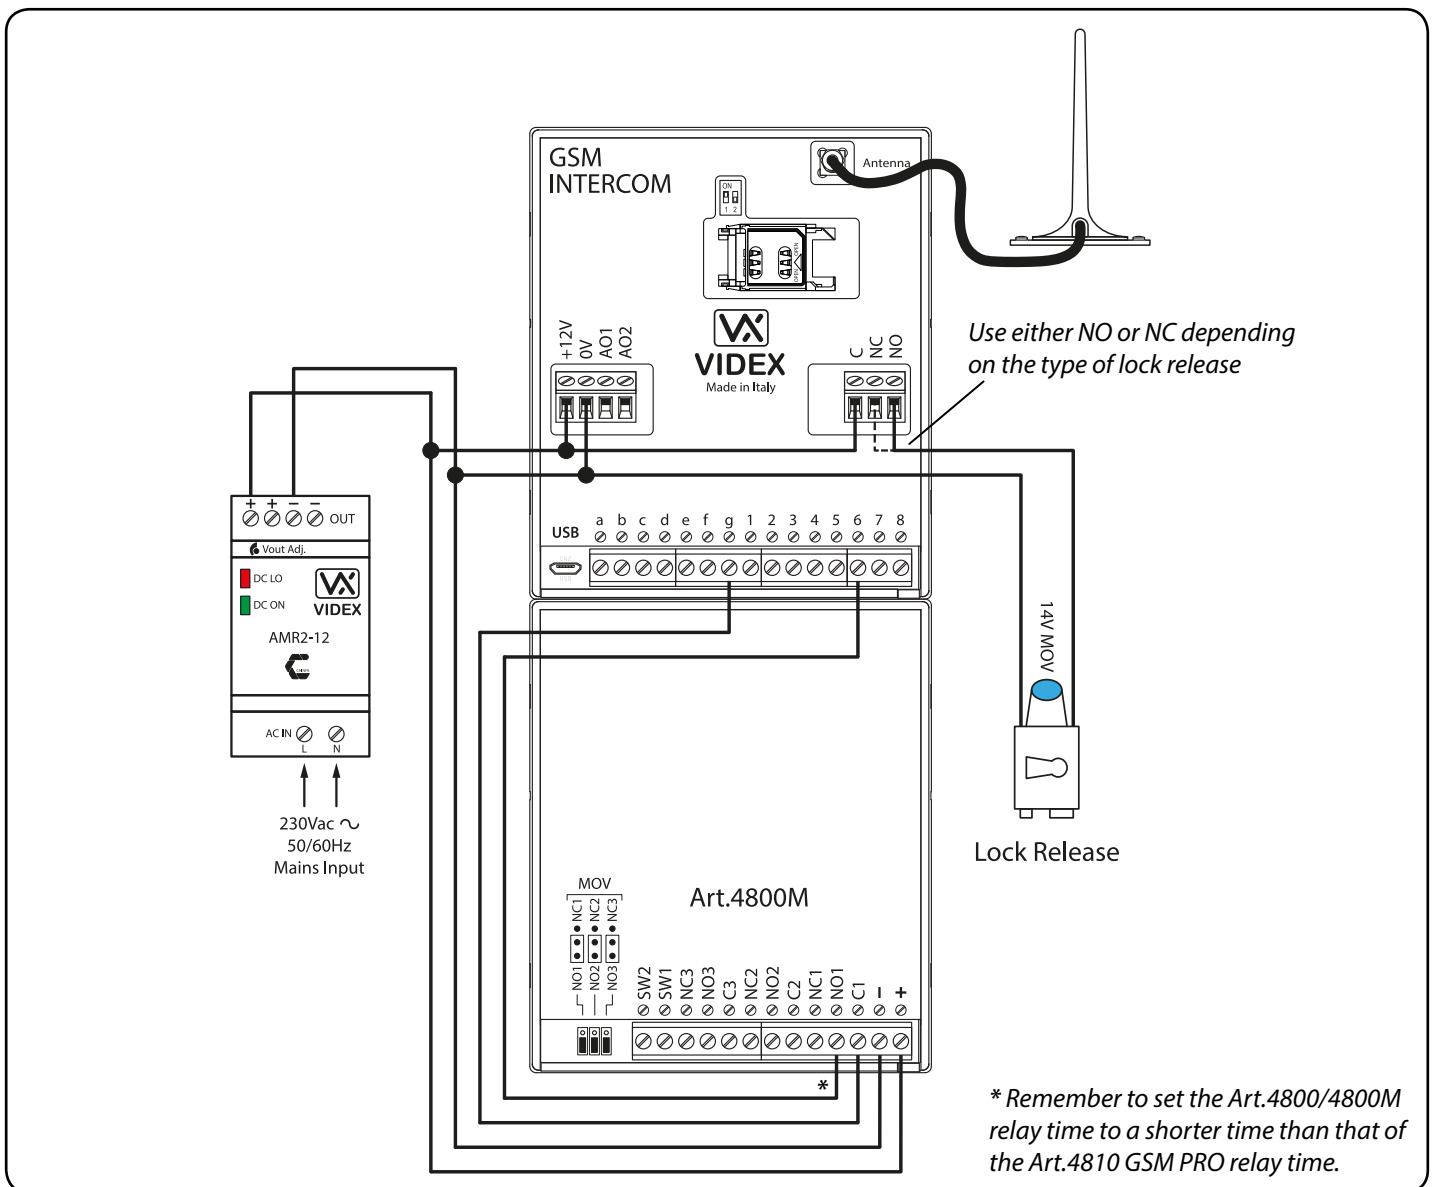 GSM
INTERCOM
Antenna
ON
1 2
OPEN OPEN
+12V
0V
AO1
AO2
VIDEX
Made in Italy
C
NC
NO
Use either NO or NC depending
on the type of lock release
+ + − −
OUT
Vout Adj.
DC LO
DC ON
VIDEX
AMR2-12
AC IN
L N
230Vac
50/60Hz
Mains Input
USB
a b c d e f g 1 2 3 4 5 6 7 8
14V MOV
Lock Release
MOV
NC1
NC2
NC3
NO1
NO2
NO3
Art.4800M
SW2
SW1
NC3
NO3
C3
NC2
NO2
C2
NC1
NO1
C1
−
+
*
* Remember to set the Art.4800/4800M
relay time to a shorter time than that of
the Art.4810 GSM PRO relay time.